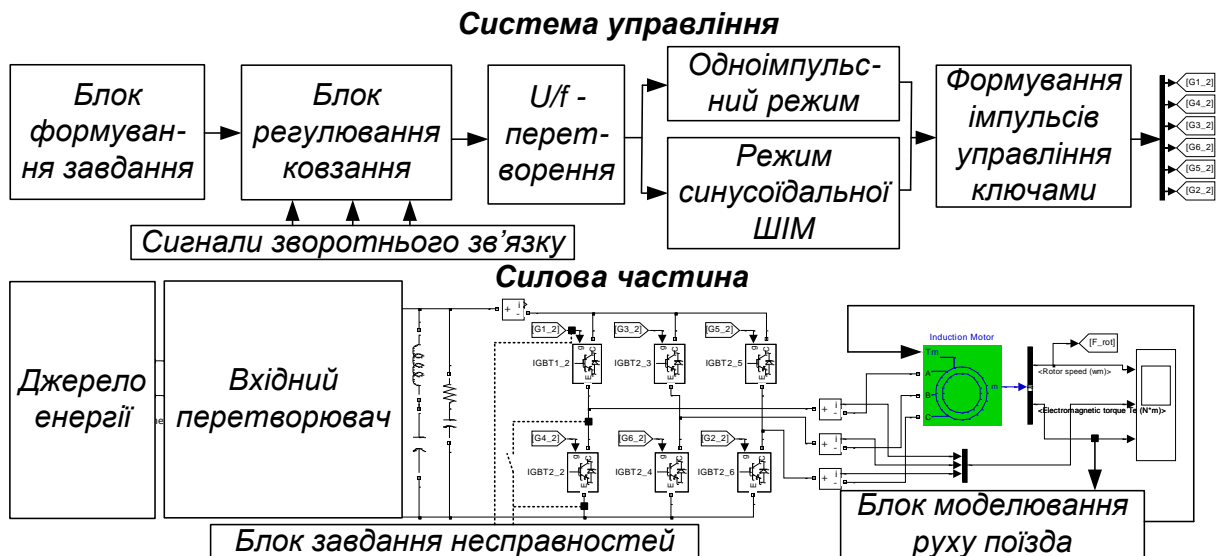 Система управління
Блок
формуван-
ня завдання
Блок
регулювання
ковзання
U/f -
перет-
ворення
Одноімпульс-
ний режим
Режим
синусоїдальної
ШІМ
Формування
імпульсів
управління
ключами
[G1_2]
[G4_2]
[G3_2]
[G6_2]
[G5_2]
[G2_2]
Сигнали зворотнього зв’язку
Силова частина
Джерело
енергії
Вхідний
перетворювач
+ i
-
[G1_2]
[G3_2]
[G5_2]
g C
E
g C
E
g C
E
IGBT1_2
IGBT2_3
IGBT2_5
[G4_2]
[G6_2]
[G2_2]
g C
E
g C
E
g C
E
IGBT2_2
IGBT2_4
IGBT2_6
+ i
-
+ i
-
+ i
-
Induction Motor
Tm
A
B
C
m
[F_rot]
<Rotor speed (wm)>
<Electromagnetic torque Te (N*m)>
Блок завдання несправностей
Блок моделювання
руху поїзда